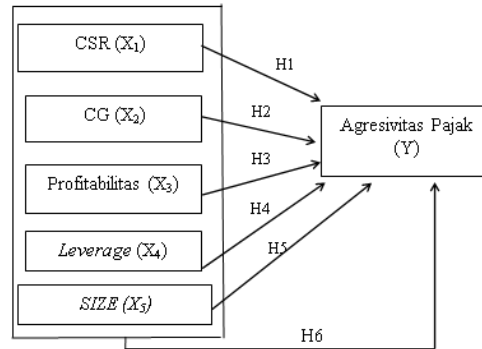 CSR (X₁)
H1
CG (X₂)
H2
Agresivitas Pajak
(Y)
Profitabilitas (X₃)
H3
H4
Leverage (X₄)
H5
SIZE (X₅)
H6